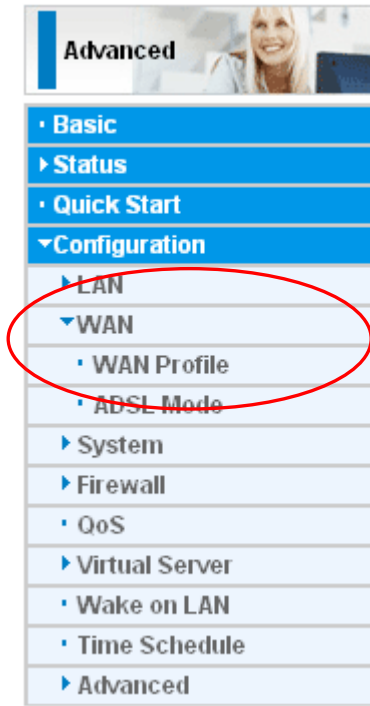 Advanced
Basic
Status
Quick Start
Configuration
LAN
WAN
WAN Profile
ADSL Mode
System
Firewall
QoS
Virtual Server
Wake on LAN
Time Schedule
Advanced